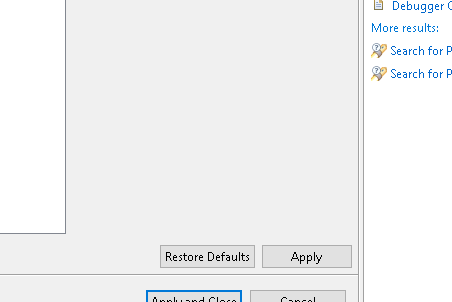 Debugger
More results:
Search for
Search for
Restore Defaults
Apply
Apply and Close
Cancel